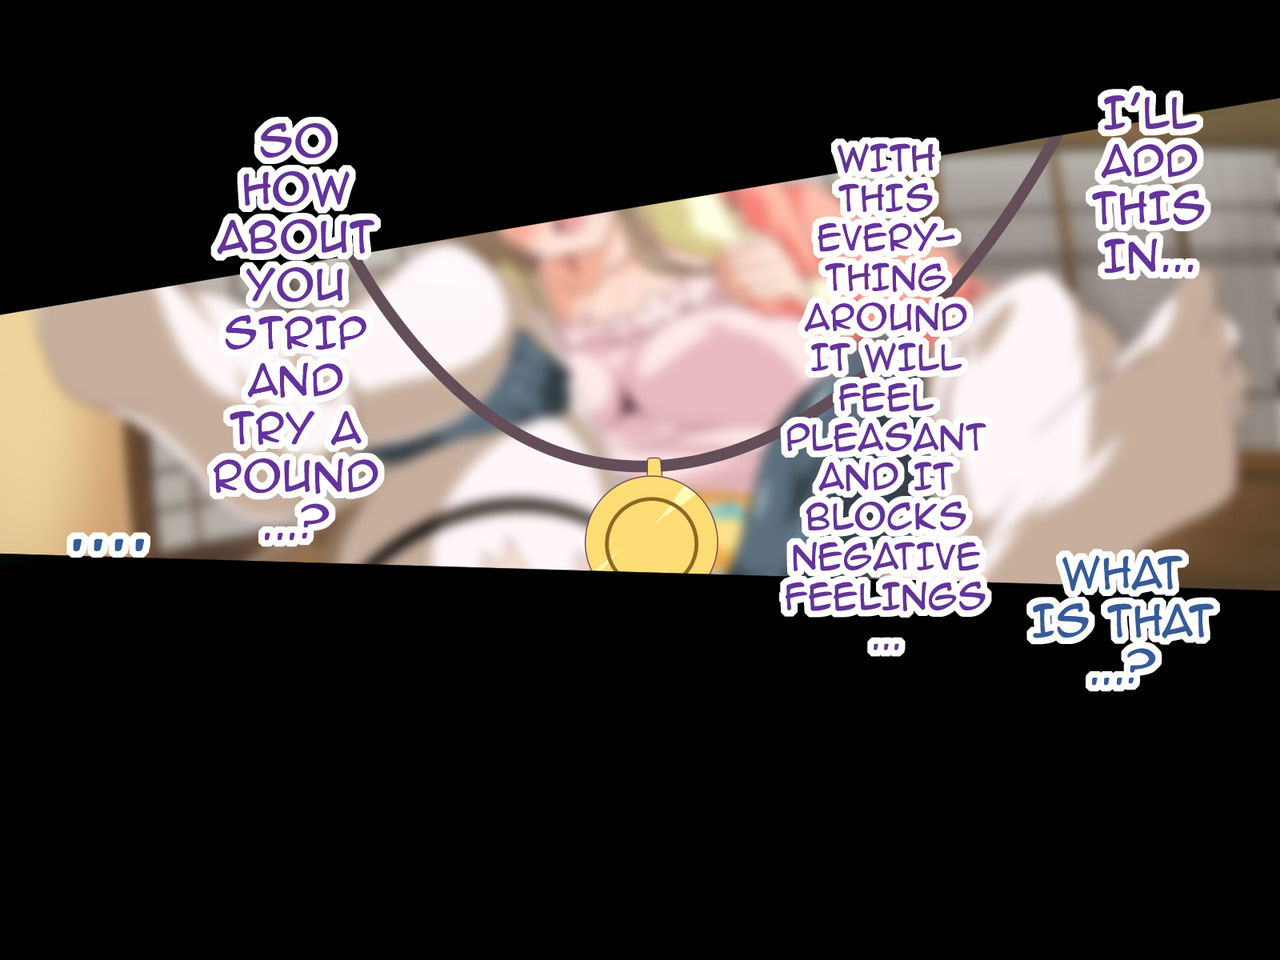 I'LL
ADD
THIS
IN...
WHAT
IS THAT
....?
WITH
THIS
EVERY-
THING
AROUND
IT WILL
FEEL
PLEASANT
AND IT
BLOCKS
NEGATIVE
FEELINGS
...
SO
HOW
ABOUT
YOU
STRIP
AND
TRY A
ROUND
....?
....